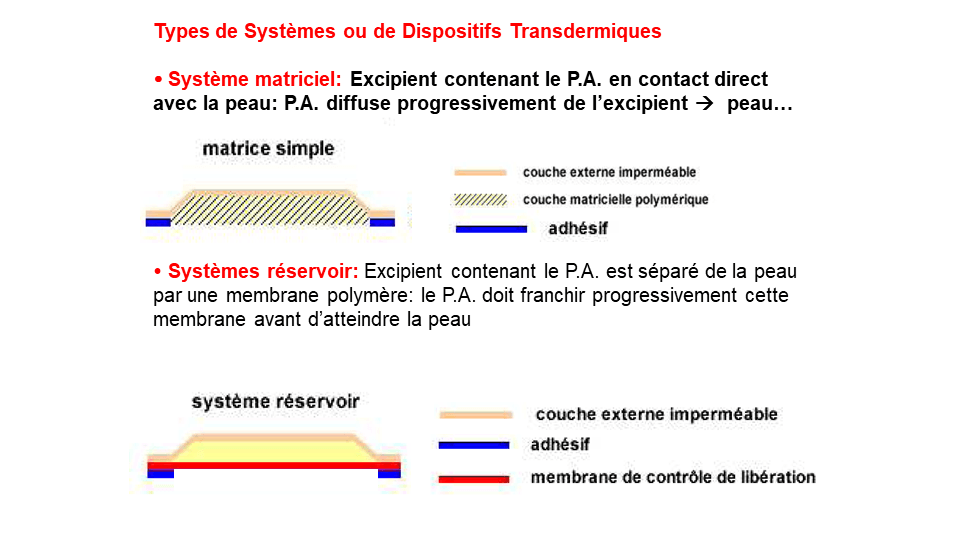 Types de Systèmes ou de Dispositifs Transdermiques
• Système matriciel: Excipient contenant le P.A. en contact direct
avec la peau: P.A. diffuse progressivement de l’excipient → peau…
matrice simple
couche externe imperméable
couche matricielle polymérique
adhésif
• Systèmes réservoir: Excipient contenant le P.A. est séparé de la peau
par une membrane polymère: le P.A. doit franchir progressivement cette
membrane avant d’atteindre la peau
système réservoir
couche externe imperméable
adhésif
membrane de contrôle de libération